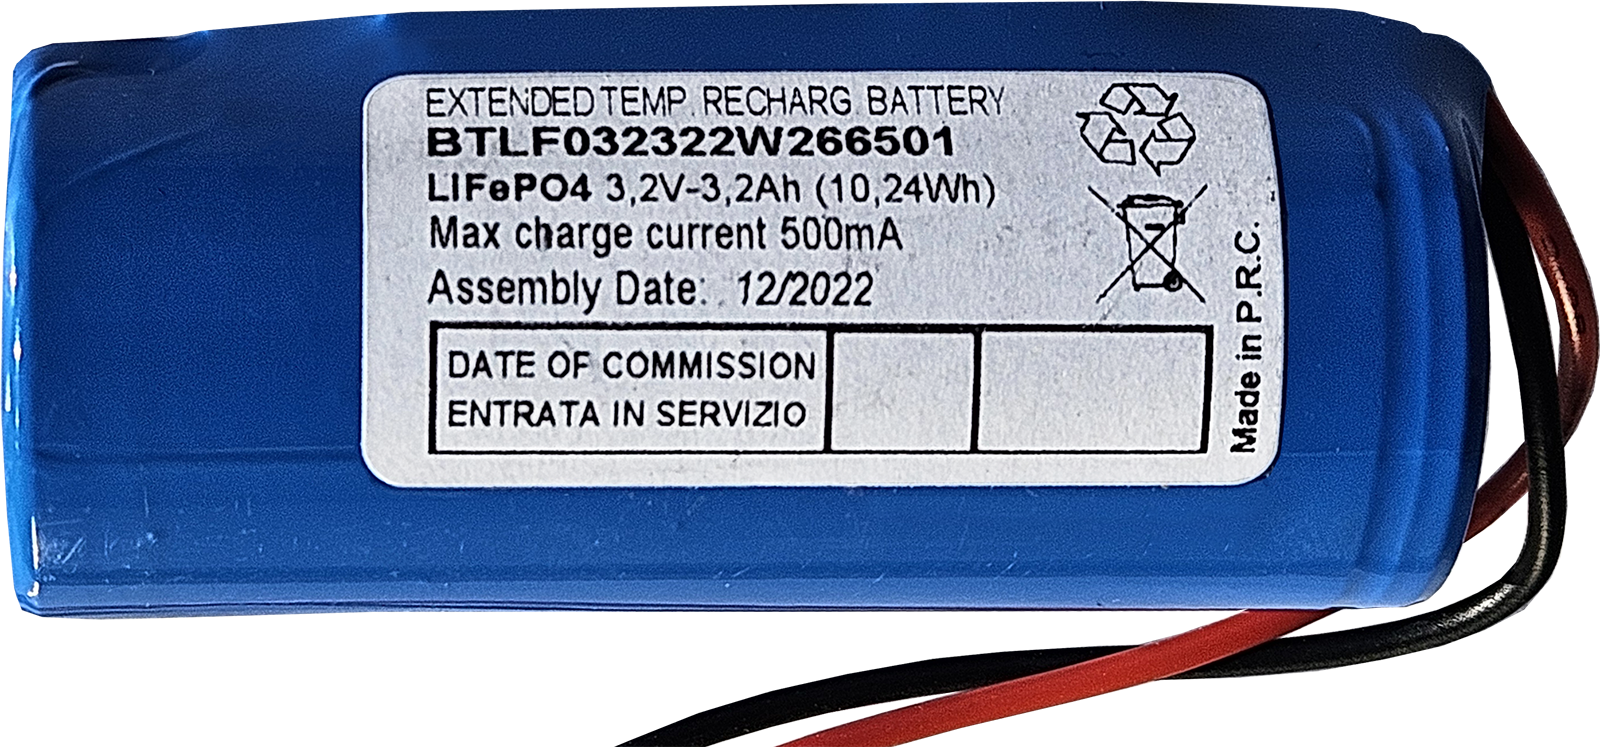 EXTENDED TEMP. RECHARG. BATTERY
BTLF032322W266501
LiFePO4 3,2V-3,2Ah (10,24Wh)
Max charge current 500mA
Assembly Date: 12/2022
DATE OF COMMISSION
ENTRATA IN SERVIZIO
Made in P.R.C.